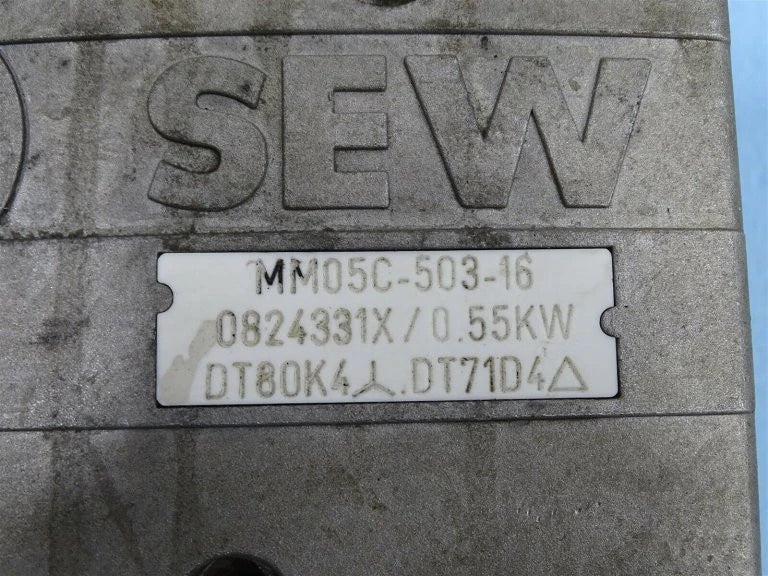 SEW
MM05C-503-16
0824331X/0.55KW
DT80K4⅄.DT71D4△